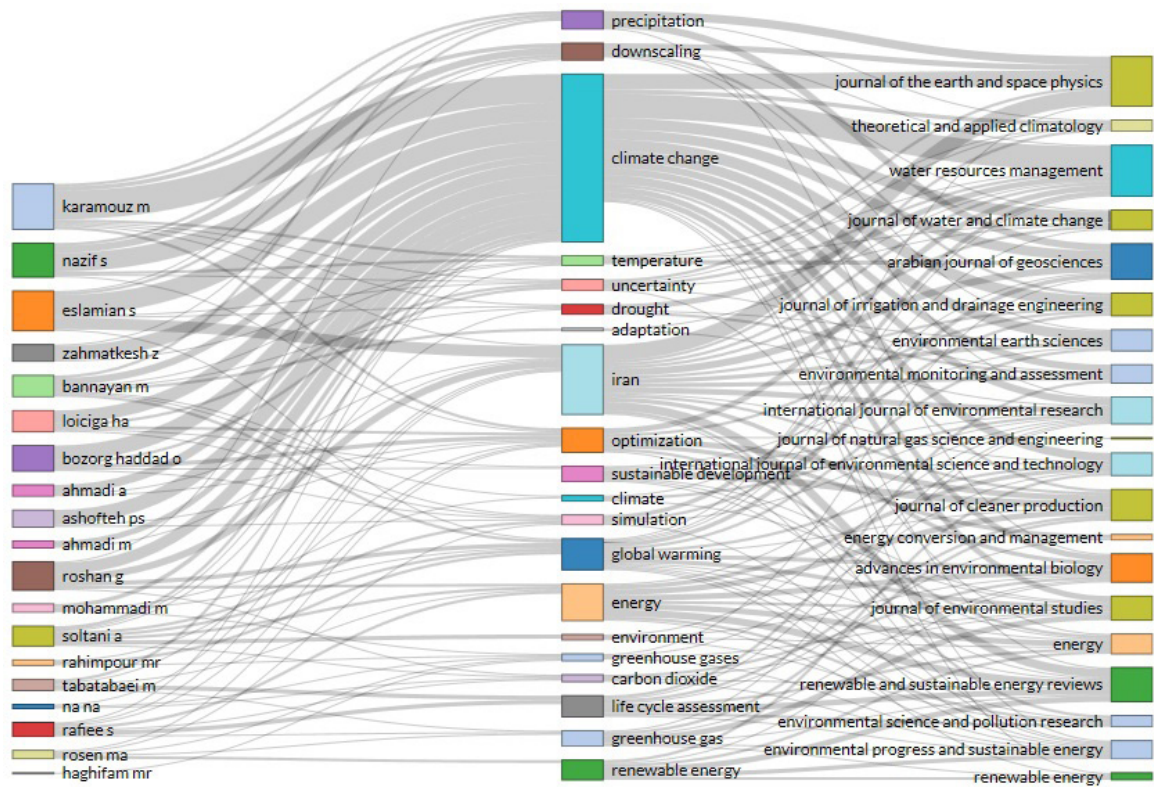 karamouz m
nazif s
eslamian s
zahmatkesh z
bannayan m
loiciga ha
bozorg haddad o
ahmadi a
ashofteh ps
ahmadi m
roshan g
mohammadi m
soltani a
rahimpour mr
tabatabaei m
na na
rafiee s
rosen ma
haghifam mr
precipitation
downscaling
climate change
temperature
uncertainty
drought
adaptation
iran
optimization
sustainable development
climate
simulation
global warming
energy
environment
greenhouse gases
carbon dioxide
life cycle assessment
greenhouse gas
renewable energy
journal of the earth and space physics
theoretical and applied climatology
water resources management
journal of water and climate change
arabian journal of geosciences
journal of irrigation and drainage engineering
environmental earth sciences
environmental monitoring and assessment
international journal of environmental research
journal of natural gas science and engineering
international journal of environmental science and technology
journal of cleaner production
energy conversion and management
advances in environmental biology
journal of environmental studies
energy
renewable and sustainable energy reviews
environmental science and pollution research
environmental progress and sustainable energy
renewable energy